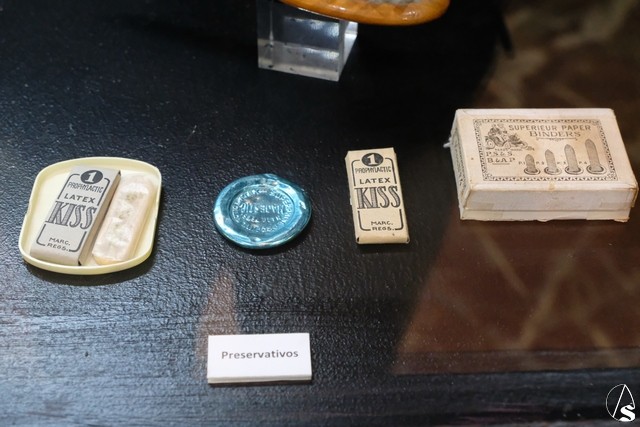 1
PROPHYLACTIC
LATEX
KISS
MARC.
REGS.
1
PROPHYLACTIC
LATEX
KISS
MARC.
REGS.
SUPERIEUR PAPER
BINDERS
Preservativos